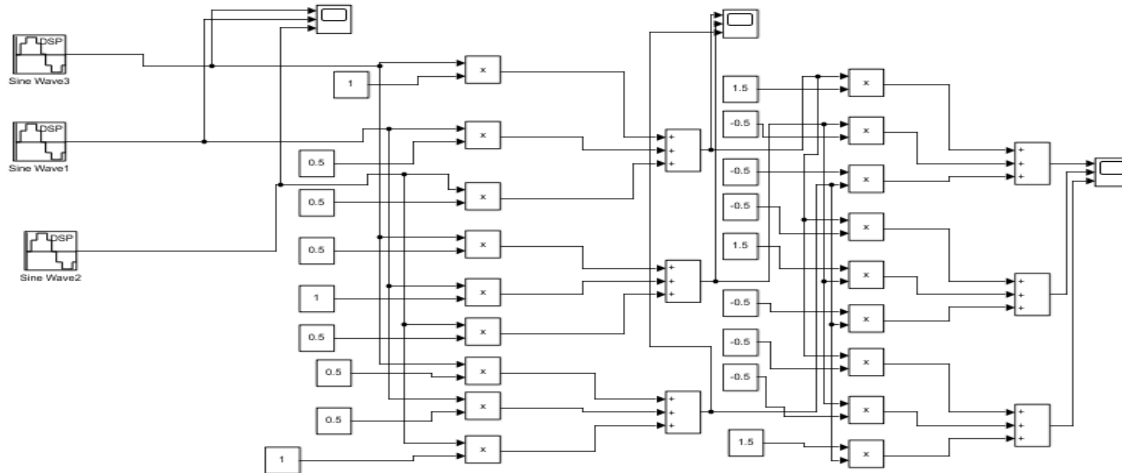 DSP
Sine Wave3
DSP
Sine Wave1
DSP
Sine Wave2
1
0.5
0.5
0.5
1
0.5
0.5
0.5
1
x
x
x
x
x
x
x
x
x
+
+
+
+
+
+
+
+
+
1.5
-0.5
-0.5
-0.5
1.5
-0.5
-0.5
-0.5
1.5
x
x
x
x
x
x
x
x
x
+
+
+
+
+
+
+
+
+